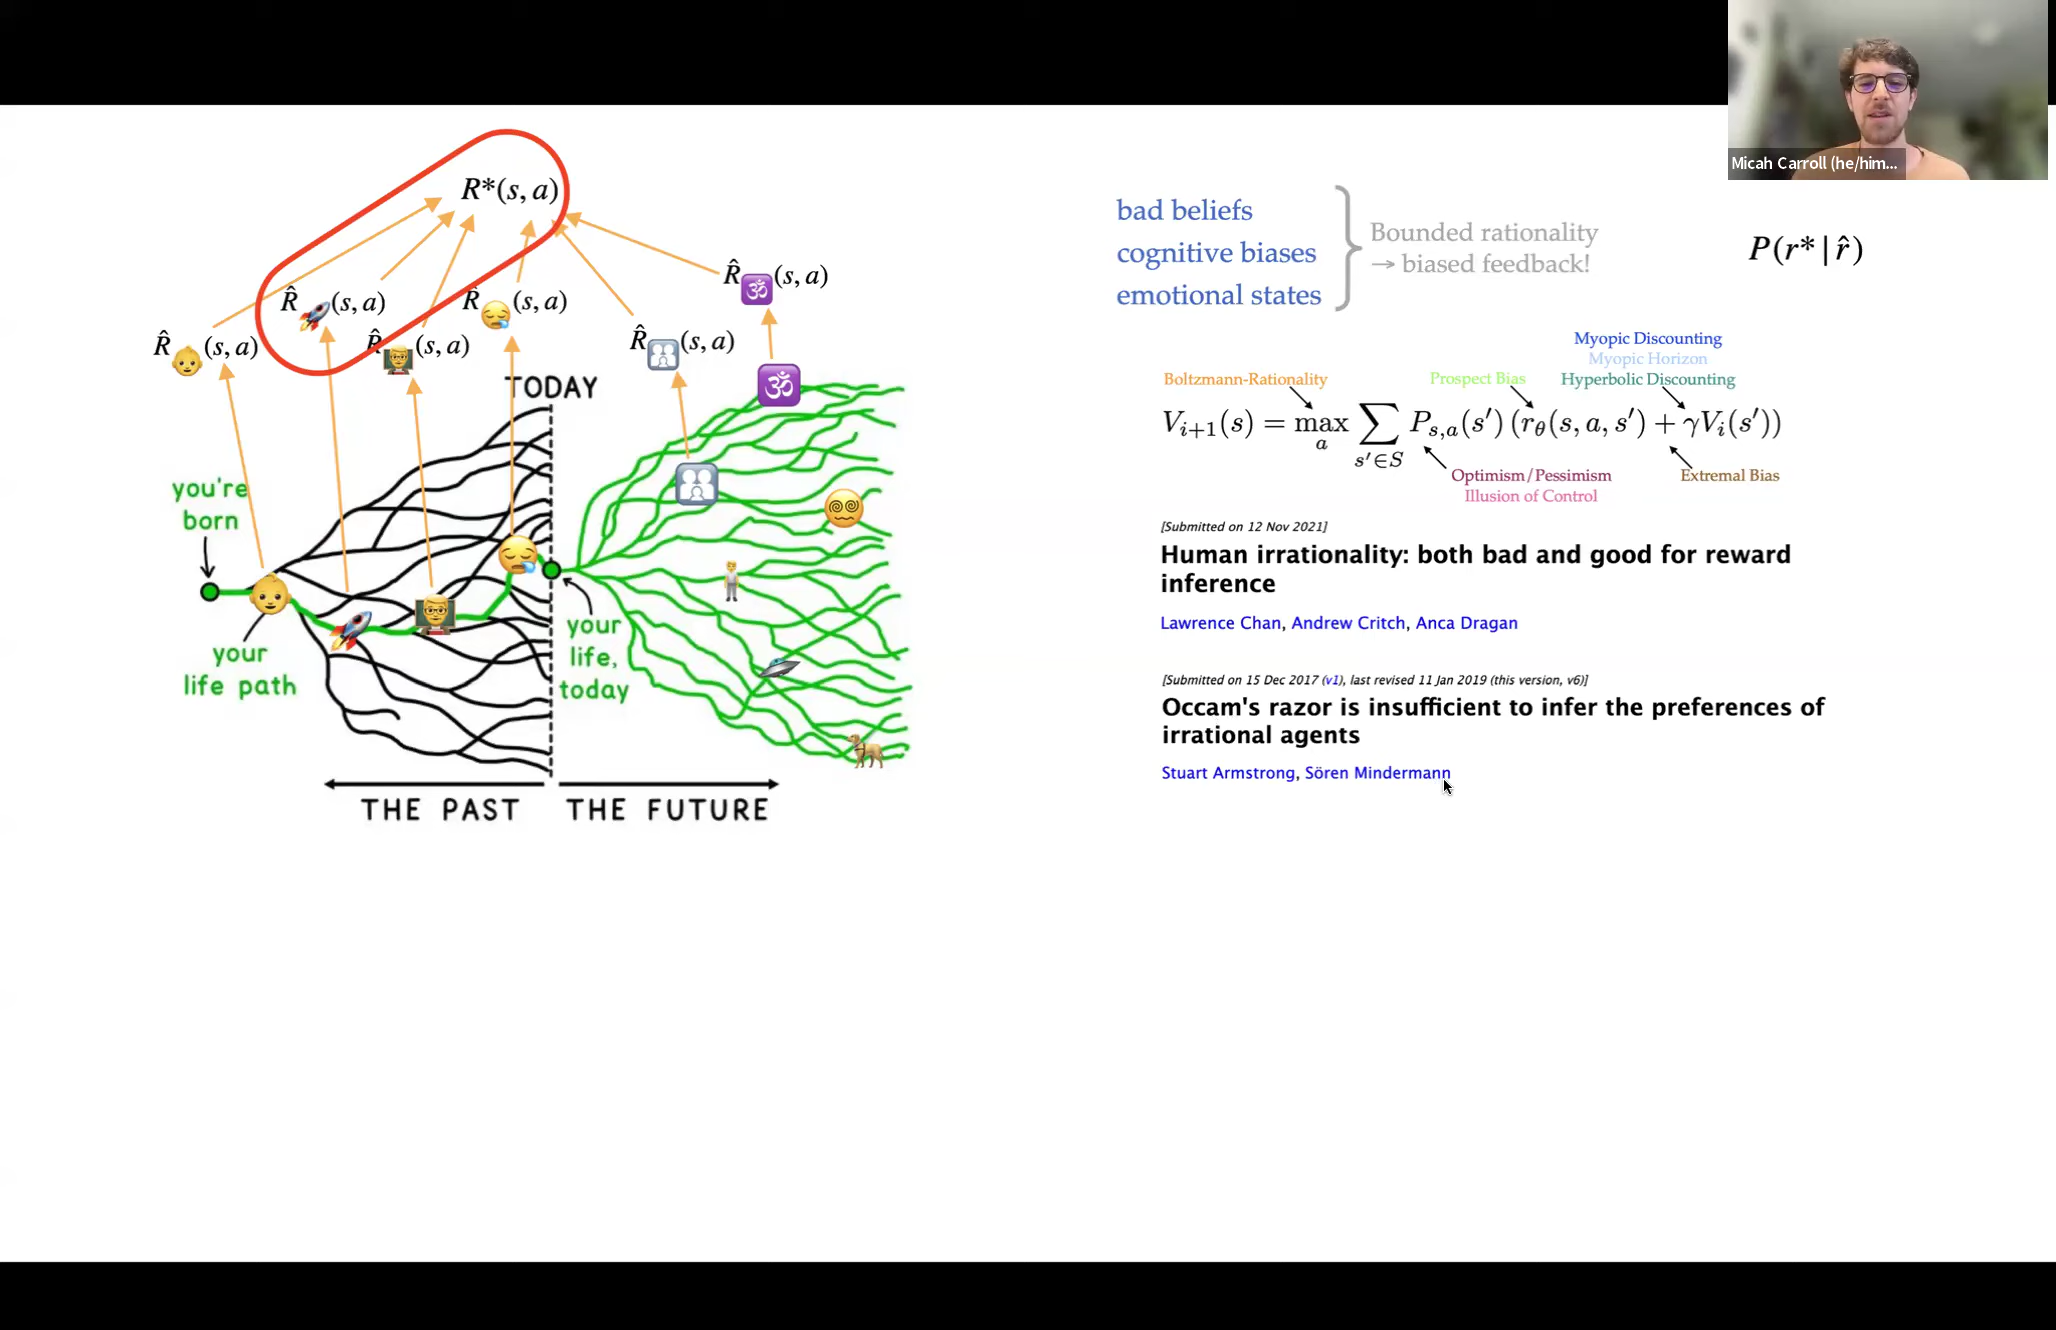 Micah Carroll (he/him...
R*(s, a)
R̂🚀(s, a)
R̂😪(s, a)
R̂🕉(s, a)
R̂👶(s, a)
R̂👨‍🏫(s, a)
R̂👥(s, a)
TODAY
you're
born
your
life path
your
life,
today
THE PAST
THE FUTURE
bad beliefs
cognitive biases
emotional states
Bounded rationality
→ biased feedback!
P(r* | r̂)
Myopic Discounting
Myopic Horizon
Boltzmann-Rationality
Prospect Bias
Hyperbolic Discounting
V_{i+1}(s) = max_a ∑_{s'∈S} P_{s,a}(s') (r_θ(s, a, s') + γV_i(s'))
Optimism/Pessimism
Extremal Bias
Illusion of Control
[Submitted on 12 Nov 2021]
Human irrationality: both bad and good for reward
inference
Lawrence Chan, Andrew Critch, Anca Dragan
[Submitted on 15 Dec 2017 (v1), last revised 11 Jan 2019 (this version, v6)]
Occam's razor is insufficient to infer the preferences of
irrational agents
Stuart Armstrong, Sören Mindermann